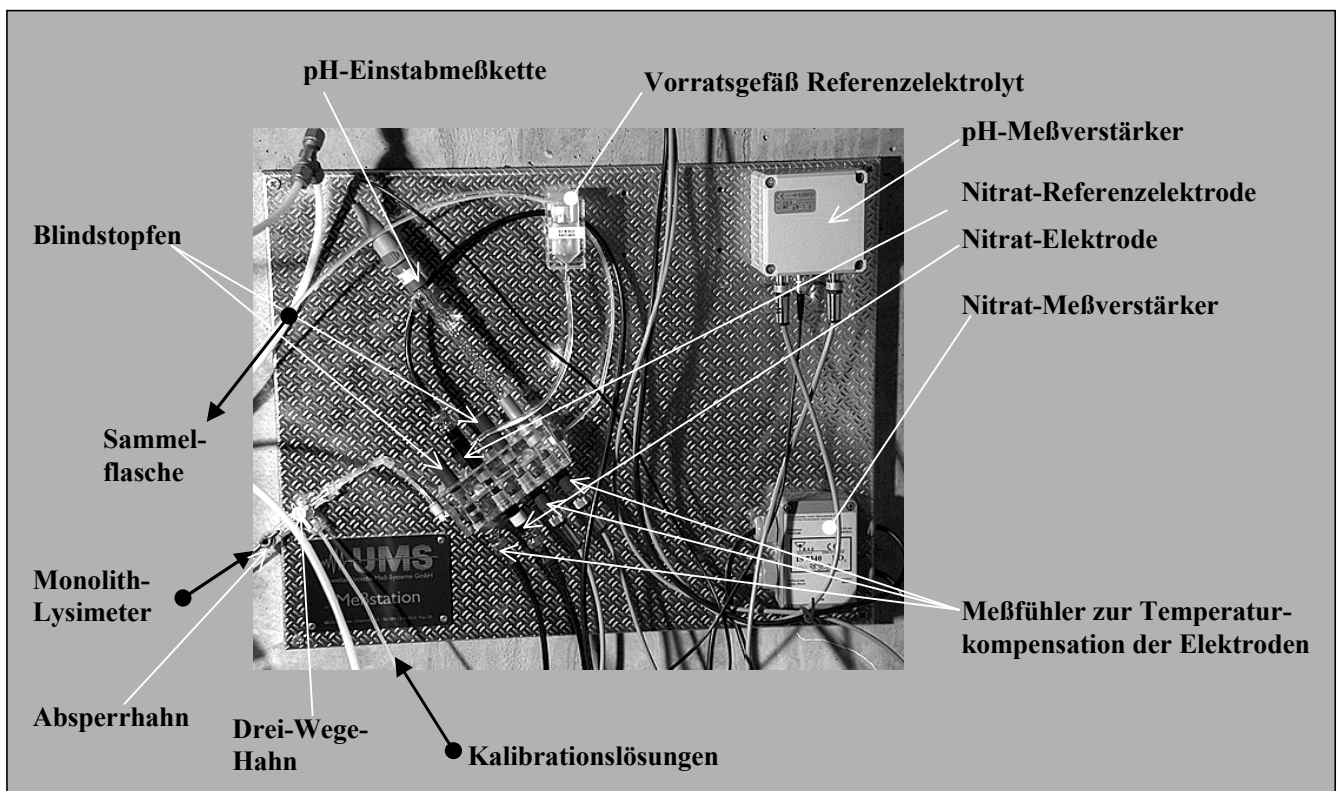 pH-Einstabmeßkette
Vorratsgefäß Referenzelektrolyt
pH-Meßverstärker
Nitrat-Referenzelektrode
Blindstopfen
Nitrat-Elektrode
Nitrat-Meßverstärker
Sammel-
flasche
UMS
Meßstation
Monolith-
Lysimeter
Meßfühler zur Temperatur-
kompensation der Elektroden
Absperrhahn
Drei-Wege-
Hahn
Kalibrationslösungen